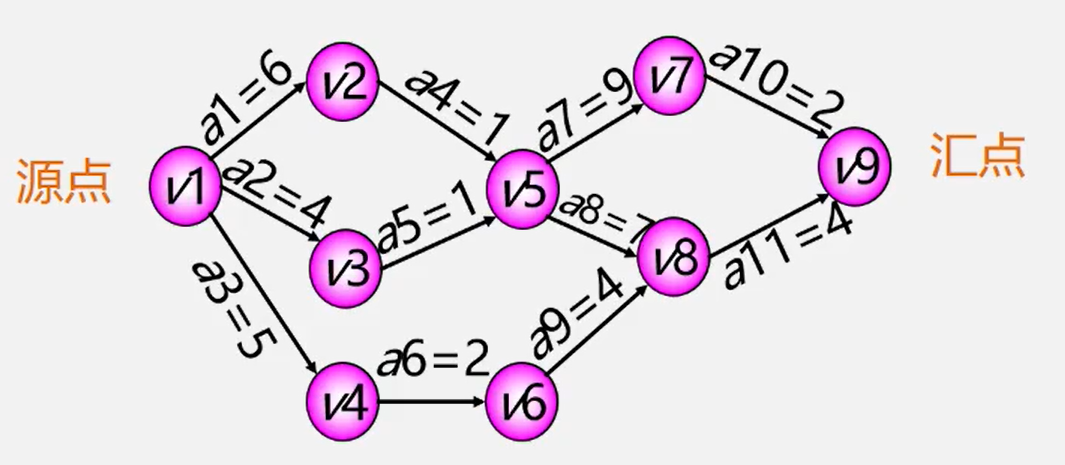 源点
v1
a1=6
a2=4
a3=5
v2
v3
v4
a4=1
a5=1
a6=2
v5
v6
a7=9
a8=7
a9=4
v7
v8
a10=2
a11=4
v9
汇点